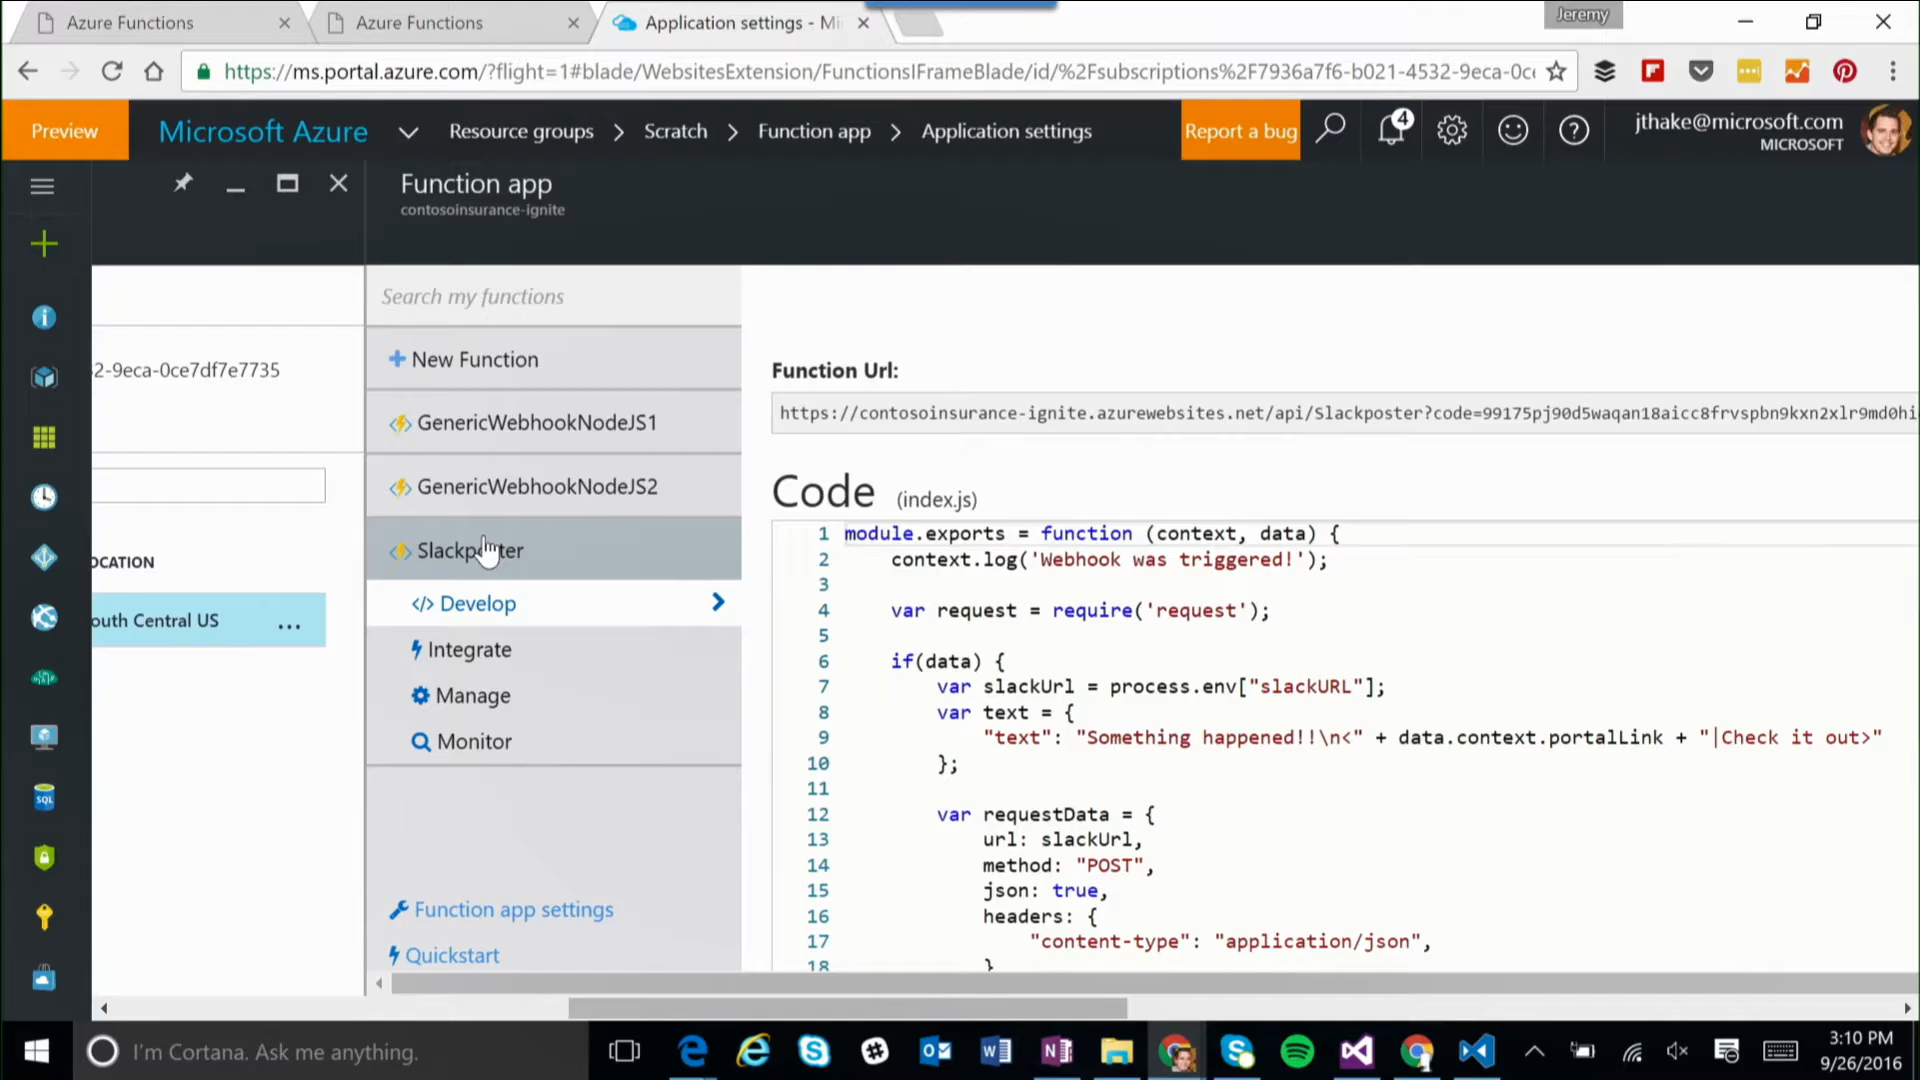 Azure Functions
Azure Functions
Application settings - Mi
Jeremy
https://ms.portal.azure.com/?flight=1#blade/WebsitesExtension/FunctionsIFrameBlade/id/%2Fsubscriptions%2F7936a7f6-b021-4532-9eca-0ce
Preview
Microsoft Azure
Resource groups > Scratch > Function app > Application settings
Report a bug
4
jthake@microsoft.com
MICROSOFT
Function app
contosoinsurance-ignite
2-9eca-0ce7df7e7735
OCATION
outh Central US
...
Search my functions
New Function
GenericWebhookNodeJS1
GenericWebhookNodeJS2
Slackposter
</> Develop
Integrate
Manage
Monitor
Function app settings
Quickstart
SQL
Function Url:
https://contosoinsurance-ignite.azurewebsites.net/api/Slackposter?code=99175pj90d5waqan18aicc8frvspbn9kxn2xlr9md0hi
Code (index.js)
1 module.exports = function (context, data) {
2 context.log('Webhook was triggered!');
3
4 var request = require('request');
5
6 if(data) {
7 var slackUrl = process.env["slackURL"];
8 var text = {
9 "text": "Something happened!!\n<" + data.context.portalLink + "|Check it out>"
10 };
11
12 var requestData = {
13 url: slackUrl,
14 method: "POST",
15 json: true,
16 headers: {
17 "content-type": "application/json",
18 }
I'm Cortana. Ask me anything.
3:10 PM
9/26/2016